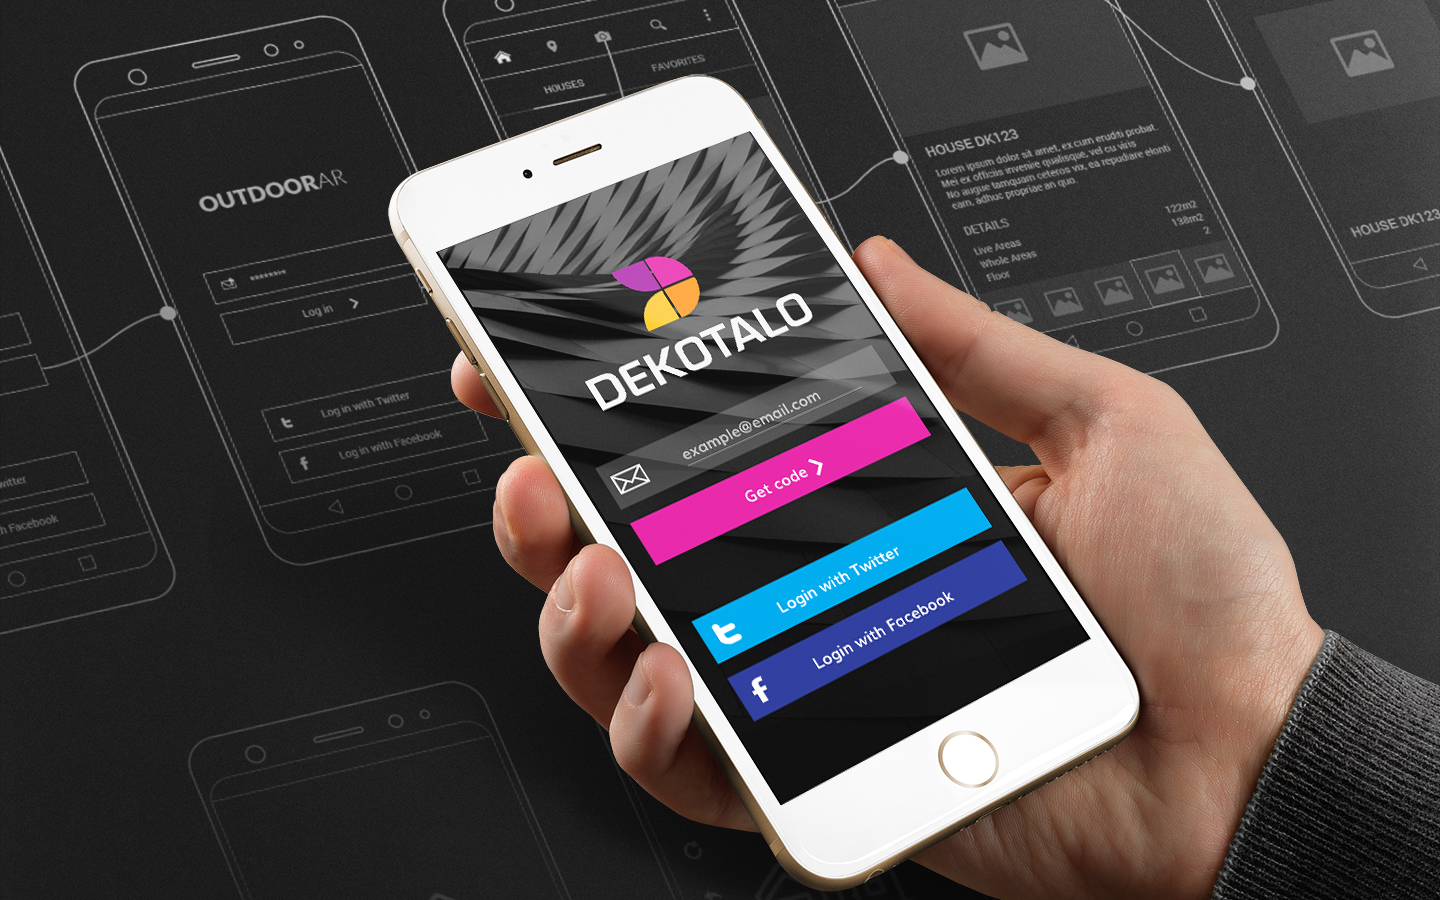 HOUSES
FAVORITES
OUTDOORAR
********
Log in
Log in with Twitter
Log in with Facebook
witter
h Facebook
DEKOTALO
example@email.com
Get code
Login with Twitter
Login with Facebook
HOUSE DK123
Lorem ipsum dolor sit amet, ex cum eruditi probat.
Mei ex officiis invenire qualisque, vel cu viris
No augue tamquam ceteros vix, ea repudiare elonti
eam, adhuc propriae an quo.
DETAILS
Live Areas 122m2
Whole Areas 138m2
Floor 2
HOUSE DK123